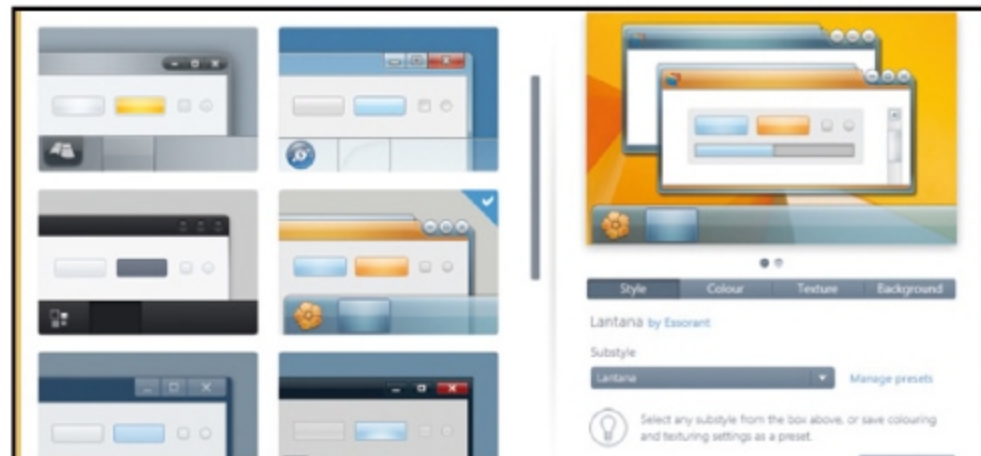 Style Colour Texture Background
Lantana by Essorant
Substyle
Lantana Manage presets
Select any substyle from the box above, or save colouring
and texturing settings as a preset.